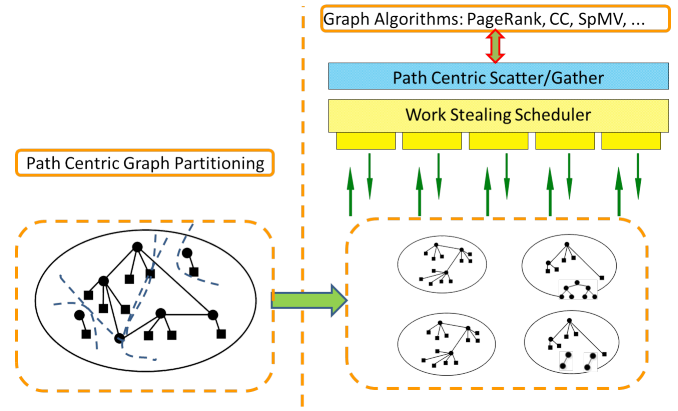 Graph Algorithms: PageRank, CC, SpMV, ...
Path Centric Scatter/Gather
Work Stealing Scheduler
Path Centric Graph Partitioning